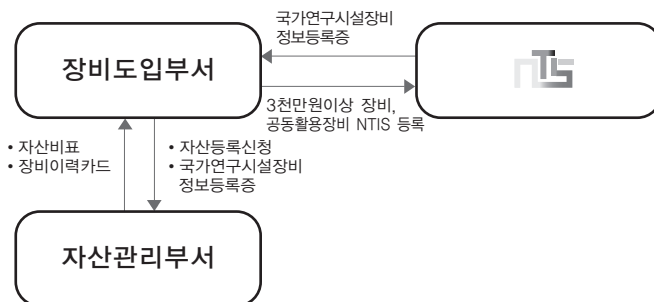 국가연구시설장비
정보등록증
장비도입부서
NTIS
3천만원이상 장비,
공동활용장비 NTIS 등록
• 자산비표
• 장비이력카드
• 자산등록신청
• 국가연구시설장비
정보등록증
자산관리부서